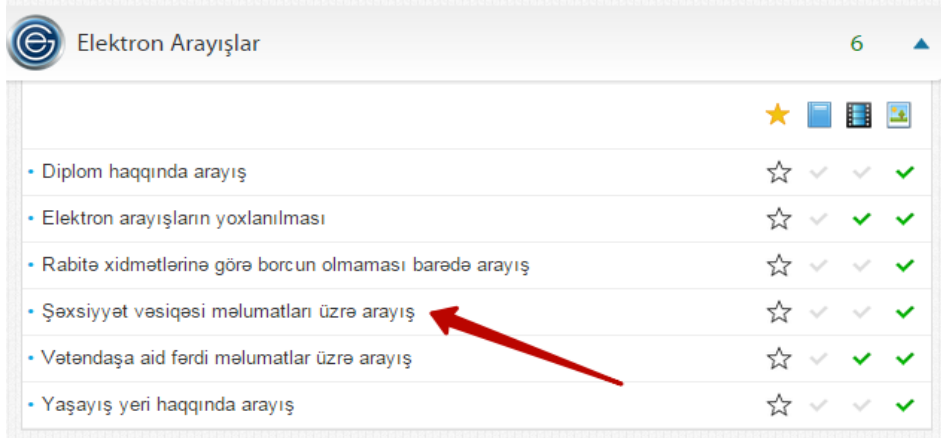 Elektron Arayışlar 6
Diplom haqqında arayış
Elektron arayışların yoxlanılması
Rabitə xidmətlərinə görə borcun olmaması barədə arayış
Şəxsiyyət vəsiqəsi məlumatları üzrə arayış
Vətəndaşa aid fərdi məlumatlar üzrə arayış
Yaşayış yeri haqqında arayış